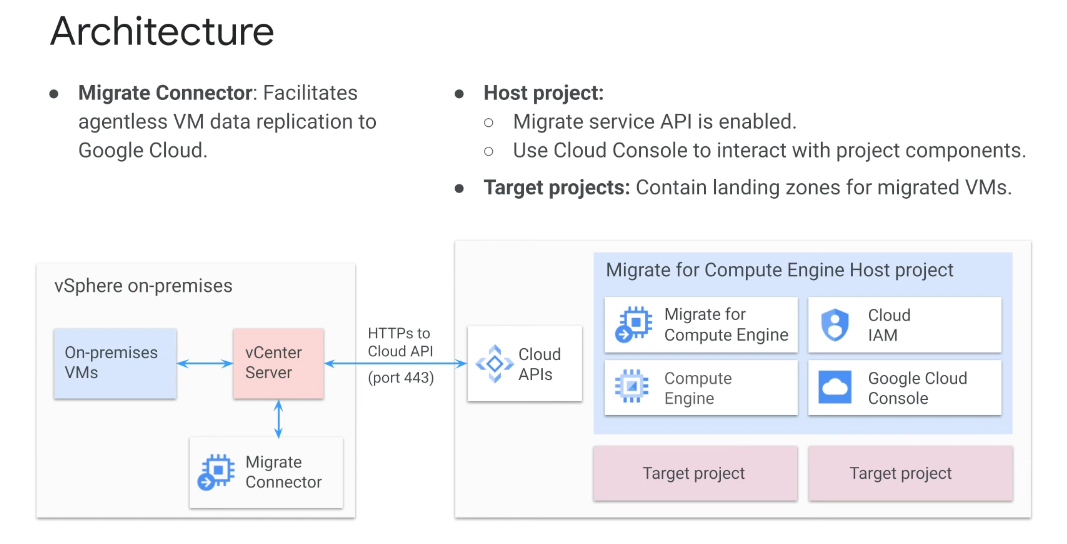 Architecture
● Migrate Connector: Facilitates
agentless VM data replication to
Google Cloud.
● Host project:
○ Migrate service API is enabled.
○ Use Cloud Console to interact with project components.
● Target projects: Contain landing zones for migrated VMs.
vSphere on-premises
On-premises
VMs
vCenter
Server
Migrate
Connector
HTTPs to
Cloud API
(port 443)
Cloud
APIs
Migrate for Compute Engine Host project
Migrate for
Compute Engine
Cloud
IAM
Compute
Engine
Google Cloud
Console
Target project
Target project